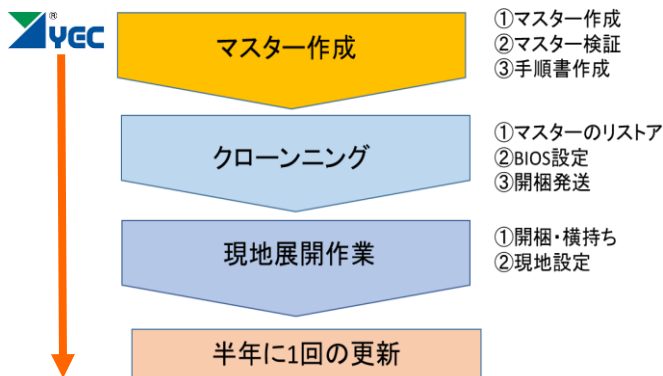 YEC
®
マスター作成
①マスター作成
②マスター検証
③手順書作成
クローンニング
①マスターのリストア
②BIOS設定
③開梱発送
現地展開作業
①開梱・横持ち
②現地設定
半年に1回の更新